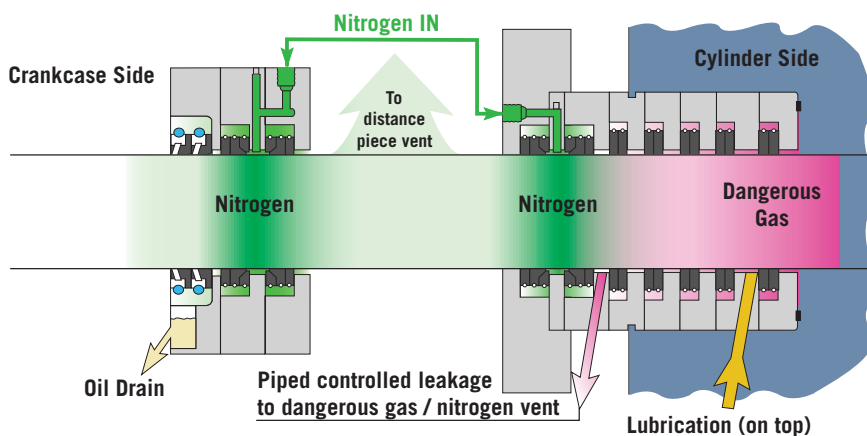 Nitrogen IN
Crankcase Side
Cylinder Side
To
distance
piece vent
Nitrogen
Nitrogen
Dangerous
Gas
Oil Drain
Piped controlled leakage
to dangerous gas / nitrogen vent
Lubrication (on top)